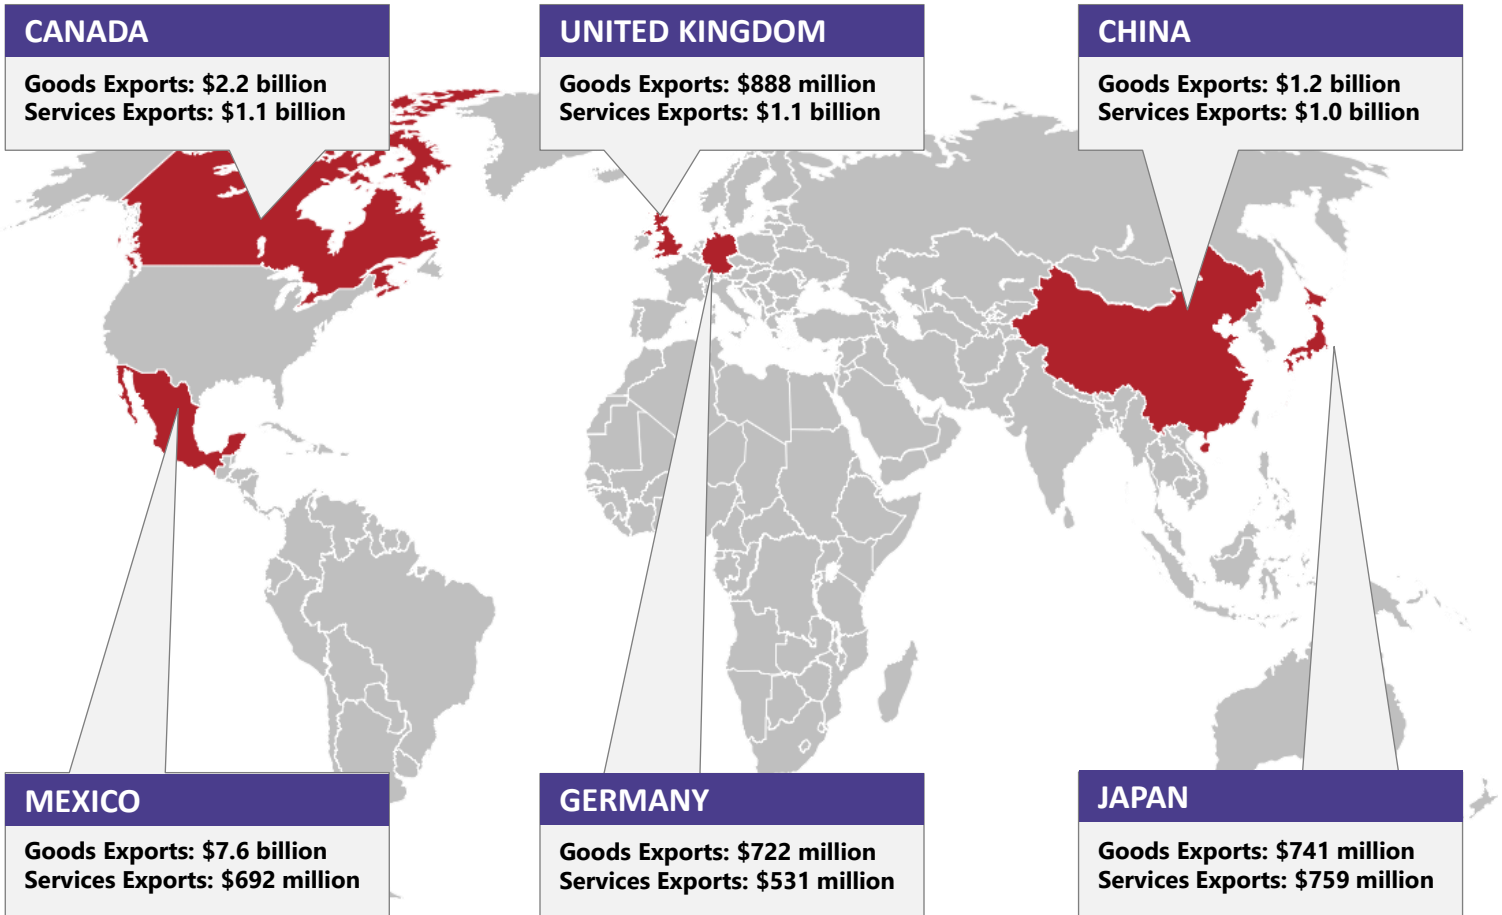 CANADA
Goods Exports: $2.2 billion
Services Exports: $1.1 billion
UNITED KINGDOM
Goods Exports: $888 million
Services Exports: $1.1 billion
CHINA
Goods Exports: $1.2 billion
Services Exports: $1.0 billion
MEXICO
Goods Exports: $7.6 billion
Services Exports: $692 million
GERMANY
Goods Exports: $722 million
Services Exports: $531 million
JAPAN
Goods Exports: $741 million
Services Exports: $759 million